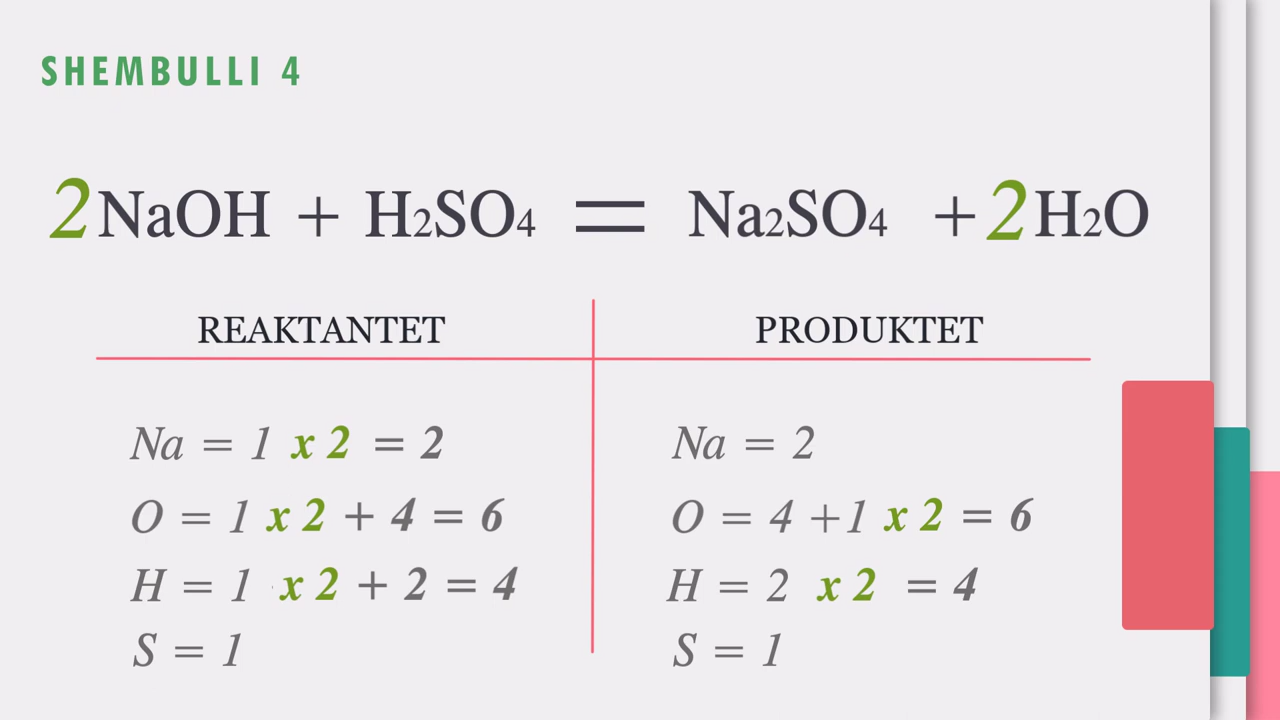 SHEMBULLI 4
2NaOH + H2SO4 = Na2SO4 +2H2O
REAKTANTET
PRODUKTET
Na = 1 x 2 = 2
O = 1 x 2 + 4 = 6
H = 1 x 2 + 2 = 4
S = 1
Na = 2
O = 4 +1 x 2 = 6
H = 2 x 2 = 4
S = 1